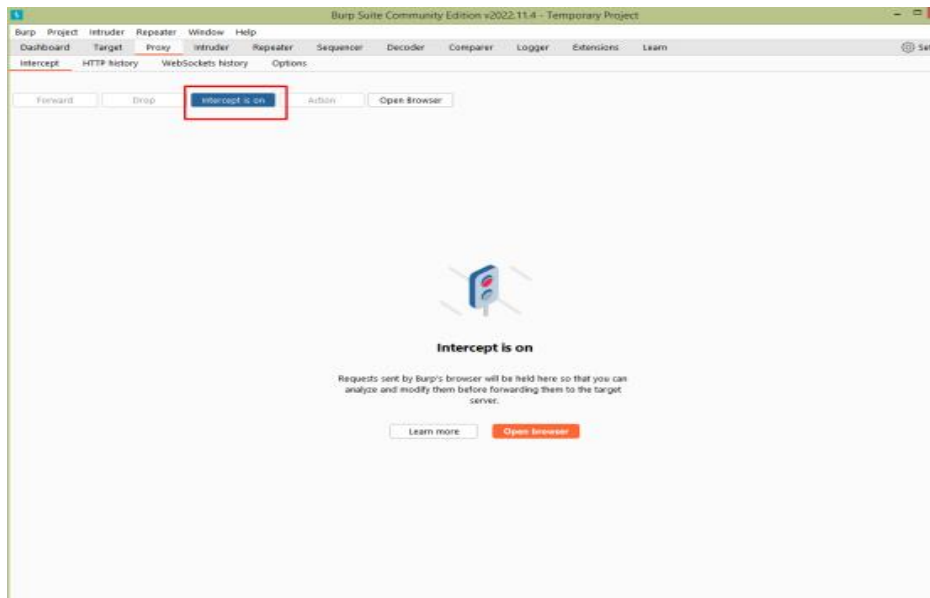 Burp Suite Community Edition v2022.11.4 - Temporary Project
Burp Project Intruder Repeater Window Help
Dashboard Target Proxy Intruder Repeater Sequencer Decoder Comparer Logger Extensions Learn
Intercept HTTP history WebSockets history Options
Forward Drop Intercept is on Action Open Browser
Intercept is on
Requests sent by Burp's browser will be held here so that you can
analyze and modify them before forwarding them to the target
server.
Learn more Open browser